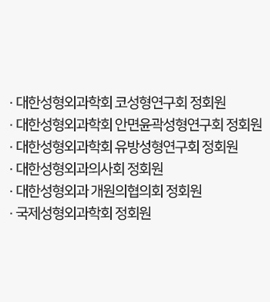 · 대한성형외과학회 코성형연구회 정회원
· 대한성형외과학회 안면윤곽성형연구회 정회원
· 대한성형외과학회 유방성형연구회 정회원
· 대한성형외과의사회 정회원
· 대한성형외과 개원의협의회 정회원
· 국제성형외과학회 정회원